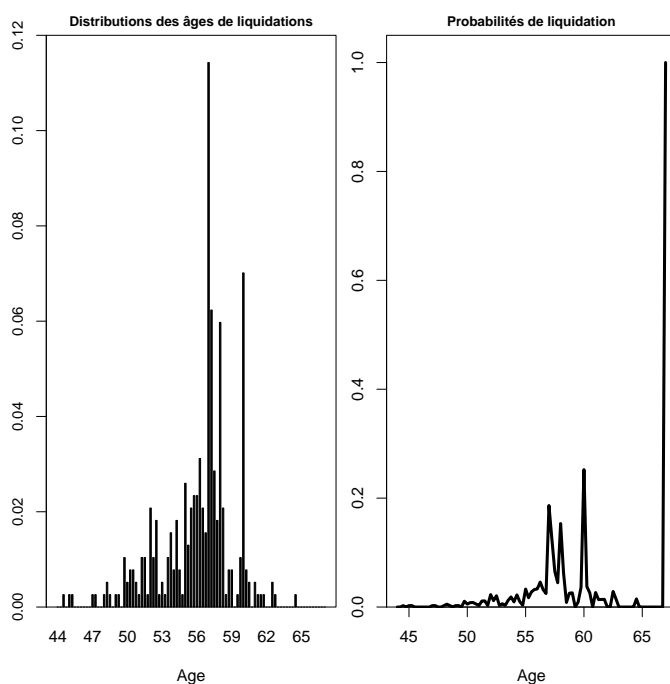 Distributions des âges de liquidations
0.12
0.10
0.08
0.06
0.04
0.02
0.00
44 47 50 53 56 59 62 65
Age
Probabilités de liquidation
1.0
0.8
0.6
0.4
0.2
0.0
45 50 55 60 65
Age